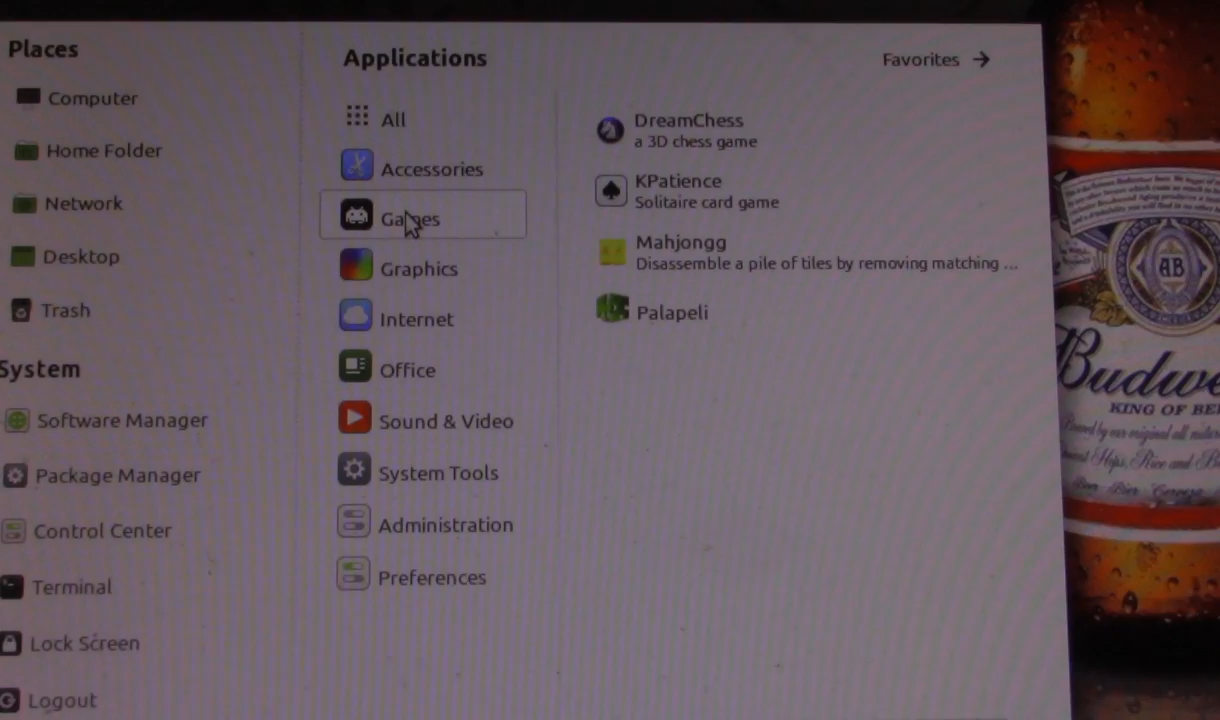 Places
Computer
Home Folder
Network
Desktop
Trash
System
Software Manager
Package Manager
Control Center
Terminal
Lock Screen
Logout
Applications
Favorites →
All
Accessories
Games
Graphics
Internet
Office
Sound & Video
System Tools
Administration
Preferences
DreamChess
a 3D chess game
KPatience
Solitaire card game
Mahjongg
Disassemble a pile of tiles by removing matching ...
Palapeli
AB
Budwe
KING OF BE